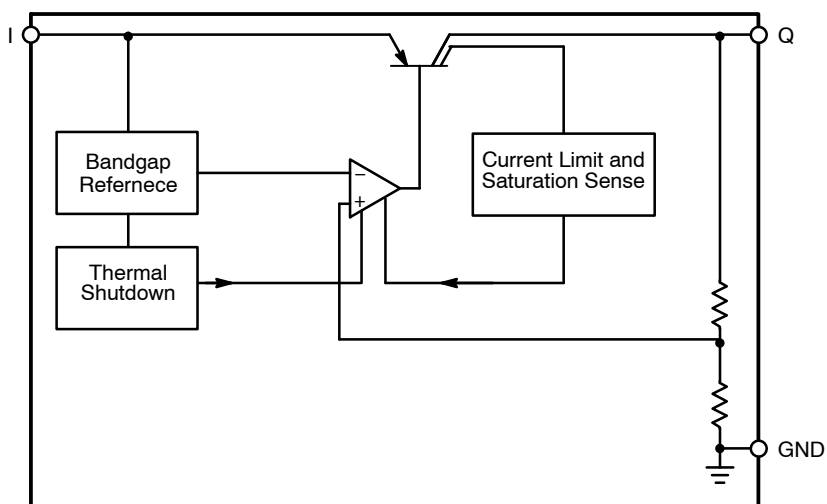 I
Q
Bandgap
Refernece
−
+
Current Limit and
Saturation Sense
Thermal
Shutdown
GND